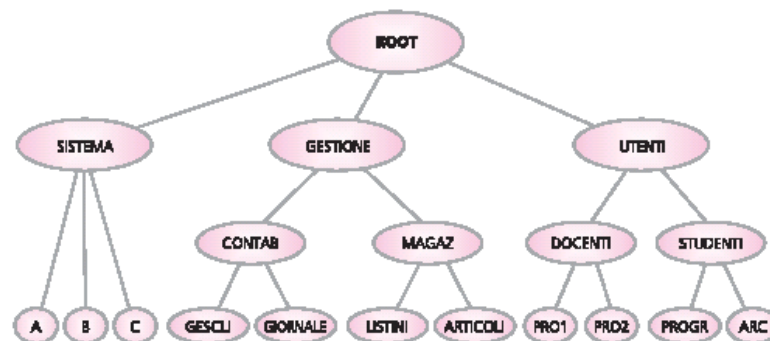 ROOT
SISTEMA GESTIONE UTENTI
CONTAB MAGAZ DOCENTI STUDENTI
A B C GESCLI GIORNALE LISTINI ARTICOLI PRO1 PRO2 PROGR ARC